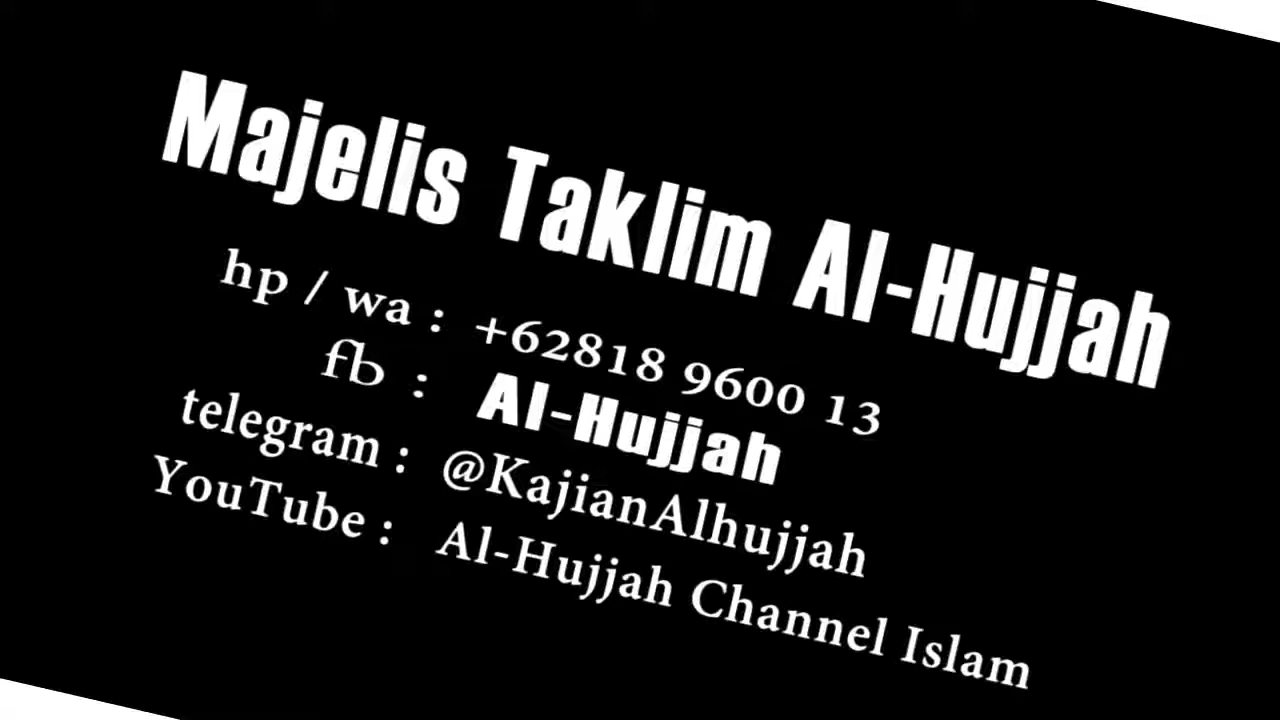 Majelis Taklim Al-Hujjah
hp / wa : +62818 9600 13
fb : Al-Hujjah
telegram : @KajianAlhujjah
YouTube : Al-Hujjah Channel Islam